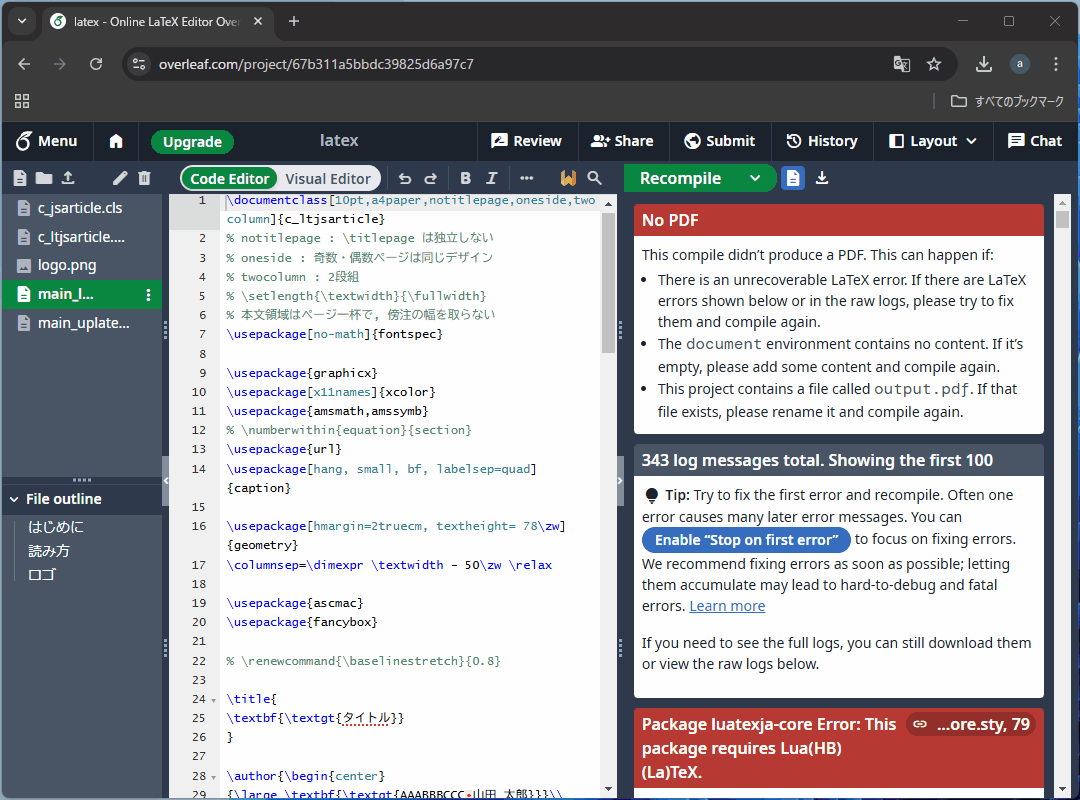 latex - Online LaTeX Editor Over
overleaf.com/project/67b311a5bbdc39825d6a97c7
a
すべてのブックマーク
Menu
Upgrade
latex
Review
Share
Submit
History
Layout
Chat
Code Editor
Visual Editor
B
I
Recompile
c_jsarticle.cls
c_ltjsarticle....
logo.png
main_l...
main_uplate...
File outline
はじめに
読み方
ロゴ
1 \documentclass[10pt,a4paper,notitlepage,oneside,two
column]{c_ltjsarticle}
2 % notitlepage : \titlepage は独立しない
3 % oneside : 奇数・偶数ページは同じデザイン
4 % twocolumn : 2段組
5 % \setlength{\textwidth}{\fullwidth}
6 % 本文領域はページ一杯で, 傍注の幅を取らない
7 \usepackage[no-math]{fontspec}
8
9 \usepackage{graphicx}
10 \usepackage[x11names]{xcolor}
11 \usepackage{amsmath,amssymb}
12 % \numberwithin{equation}{section}
13 \usepackage{url}
14 \usepackage[hang, small, bf, labelsep=quad]
{caption}
15
16 \usepackage[hmargin=2truecm, textheight= 78\zw]
{geometry}
17 \columnsep=\dimexpr \textwidth - 50\zw \relax
18
19 \usepackage{ascmac}
20 \usepackage{fancybox}
21
22 % \renewcommand{\baselinestretch}{0.8}
23
24 \title{
25 \textbf{\textgt{タイトル}}
26 }
27
28 \author{\begin{center}
29 {\large \textbf{\textgt{AAABBBCCC•山田 太郎}}}\\
No PDF
This compile didn’t produce a PDF. This can happen if:
• There is an unrecoverable LaTeX error. If there are LaTeX
errors shown below or in the raw logs, please try to fix
them and compile again.
• The document environment contains no content. If it’s
empty, please add some content and compile again.
• This project contains a file called output.pdf. If that
file exists, please rename it and compile again.
343 log messages total. Showing the first 100
Tip: Try to fix the first error and recompile. Often one
error causes many later error messages. You can
Enable “Stop on first error” to focus on fixing errors.
We recommend fixing errors as soon as possible; letting
them accumulate may lead to hard-to-debug and fatal
errors. Learn more
If you need to see the full logs, you can still download them
or view the raw logs below.
Package luatexja-core Error: This
package requires Lua(HB)
(La)TeX.
...ore.sty, 79